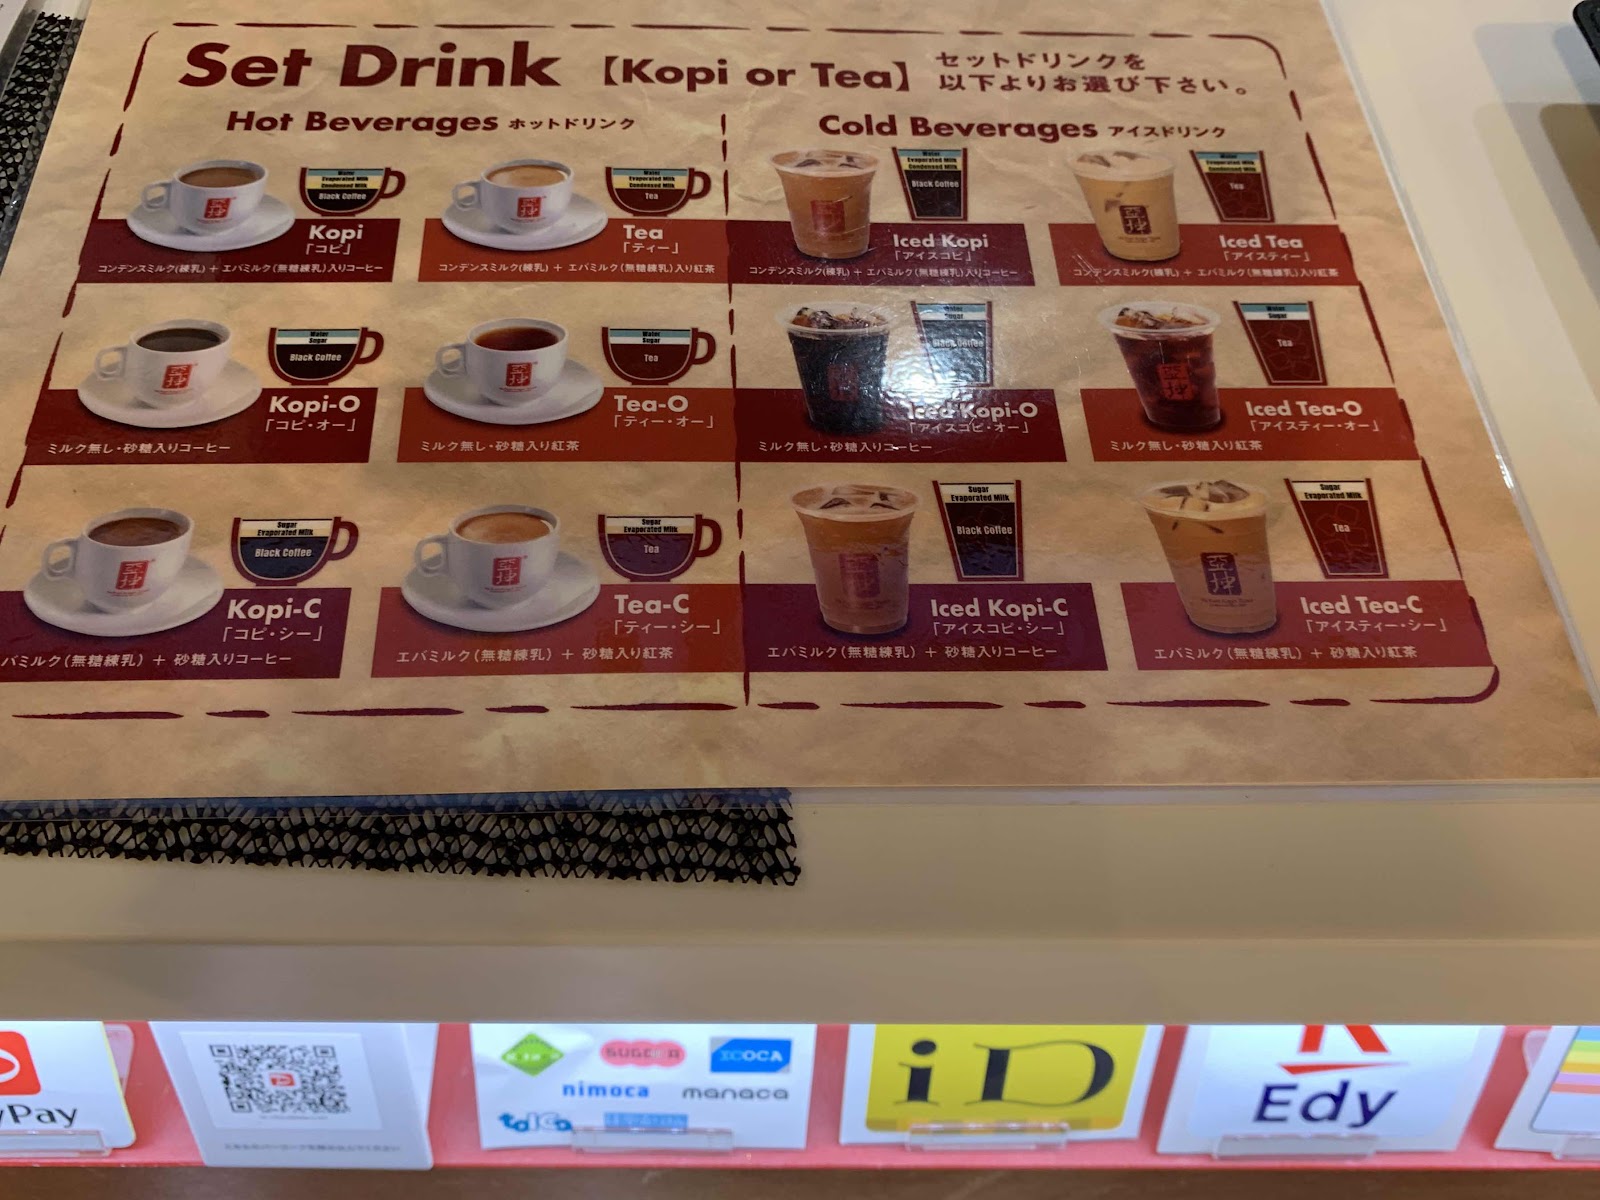 Set Drink 【Kopi or Tea】 セットドリンクを
以下よりお選び下さい。
Hot Beverages ホットドリンク
Cold Beverages アイスドリンク
Water
Evaporated Milk
Condensed Milk
Black Coffee
Kopi
「コピ」
コンデンスミルク(練乳) + エバミルク(無糖練乳)入りコーヒー
Water
Evaporated Milk
Condensed Milk
Tea
Tea
「ティー」
コンデンスミルク(練乳) + エバミルク(無糖練乳)入り紅茶
Water
Evaporated Milk
Condensed Milk
Black Coffee
Iced Kopi
「アイスコピ」
コンデンスミルク(練乳) + エバミルク(無糖練乳)入りコーヒー
Water
Evaporated Milk
Condensed Milk
Tea
亞坤
Iced Tea
「アイスティー」
コンデンスミルク(練乳) + エバミルク(無糖練乳)入り紅茶
Water
Sugar
Black Coffee
亞坤
Kopi-O
「コピ・オー」
ミルク無し・砂糖入りコーヒー
Water
Sugar
Tea
亞坤
Tea-O
「ティー・オー」
ミルク無し・砂糖入り紅茶
Water
Sugar
Black Coffee
Iced Kopi-O
「アイスコピ・オー」
ミルク無し・砂糖入りコーヒー
Water
Sugar
Tea
亞坤
Iced Tea-O
「アイスティー・オー」
ミルク無し・砂糖入り紅茶
Sugar
Evaporated Milk
Black Coffee
亞坤
Kopi-C
「コピ・シー」
バミルク(無糖練乳) + 砂糖入りコーヒー
Sugar
Evaporated Milk
Tea
亞坤
Tea-C
「ティー・シー」
エバミルク(無糖練乳) + 砂糖入り紅茶
Sugar
Evaporated Milk
Black Coffee
亞坤
Iced Kopi-C
「アイスコピ・シー」
エバミルク(無糖練乳) + 砂糖入りコーヒー
Sugar
Evaporated Milk
Tea
亞坤
Iced Tea-C
「アイスティー・シー」
エバミルク(無糖練乳) + 砂糖入り紅茶
yPay
SUGOCA
ICOCA
nimoca
manaca
iD
Edy